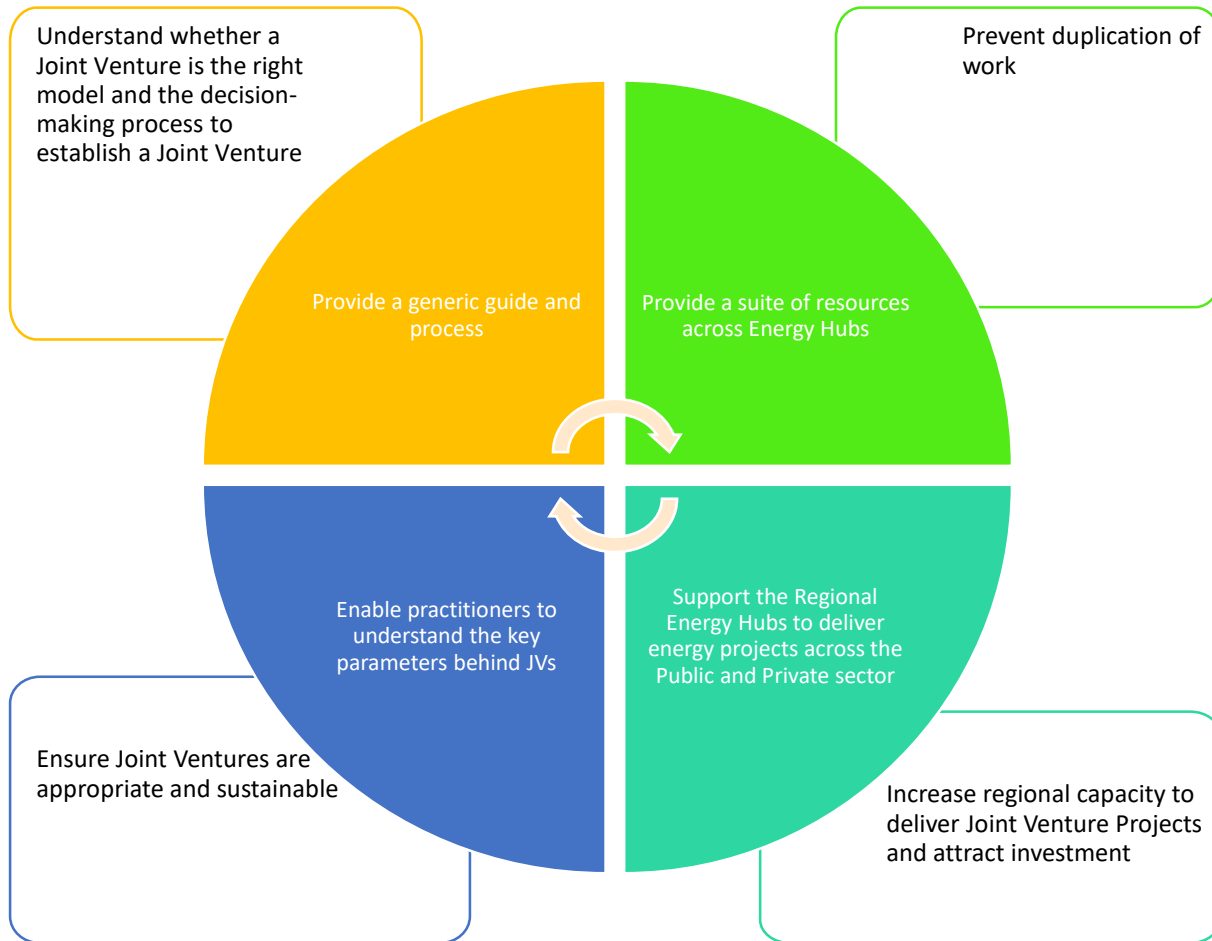 Understand whether a
Joint Venture is the right
model and the decision-
making process to
establish a Joint Venture
Prevent duplication of
work
Provide a generic guide and
process
Provide a suite of resources
across Energy Hubs
Enable practitioners to
understand the key
parameters behind JVs
Support the Regional
Energy Hubs to deliver
energy projects across the
Public and Private sector
Ensure Joint Ventures are
appropriate and sustainable
Increase regional capacity to
deliver Joint Venture Projects
and attract investment